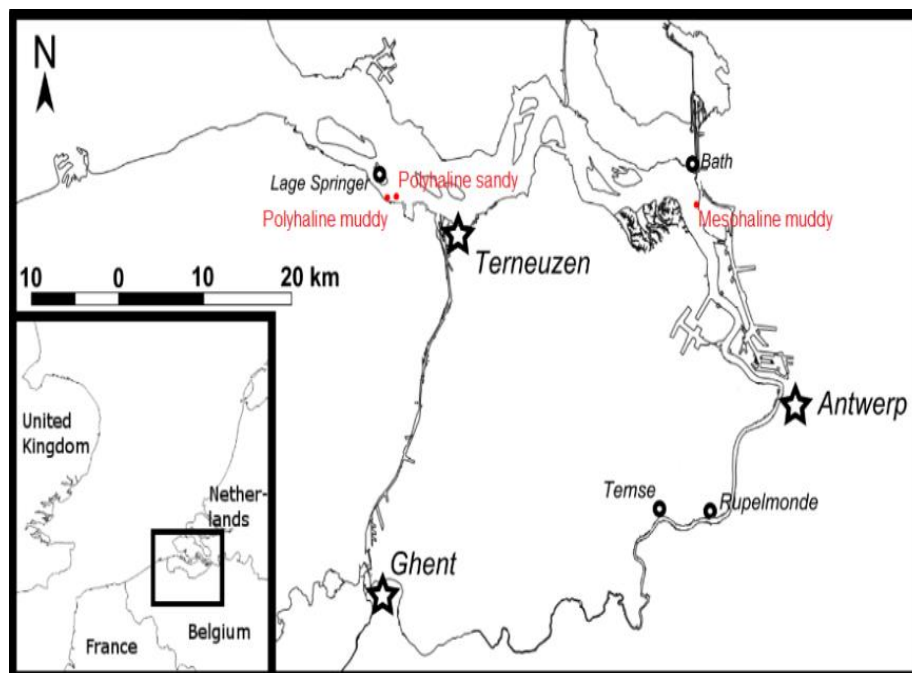 N
Lage Springer
Polyhaline sandy
Polyhaline muddy
Bath
Mesohaline muddy
Terneuzen
10 0 10 20 km
United
Kingdom
Nether-
lands
France
Belgium
Antwerp
Temse
Rupelmonde
Ghent